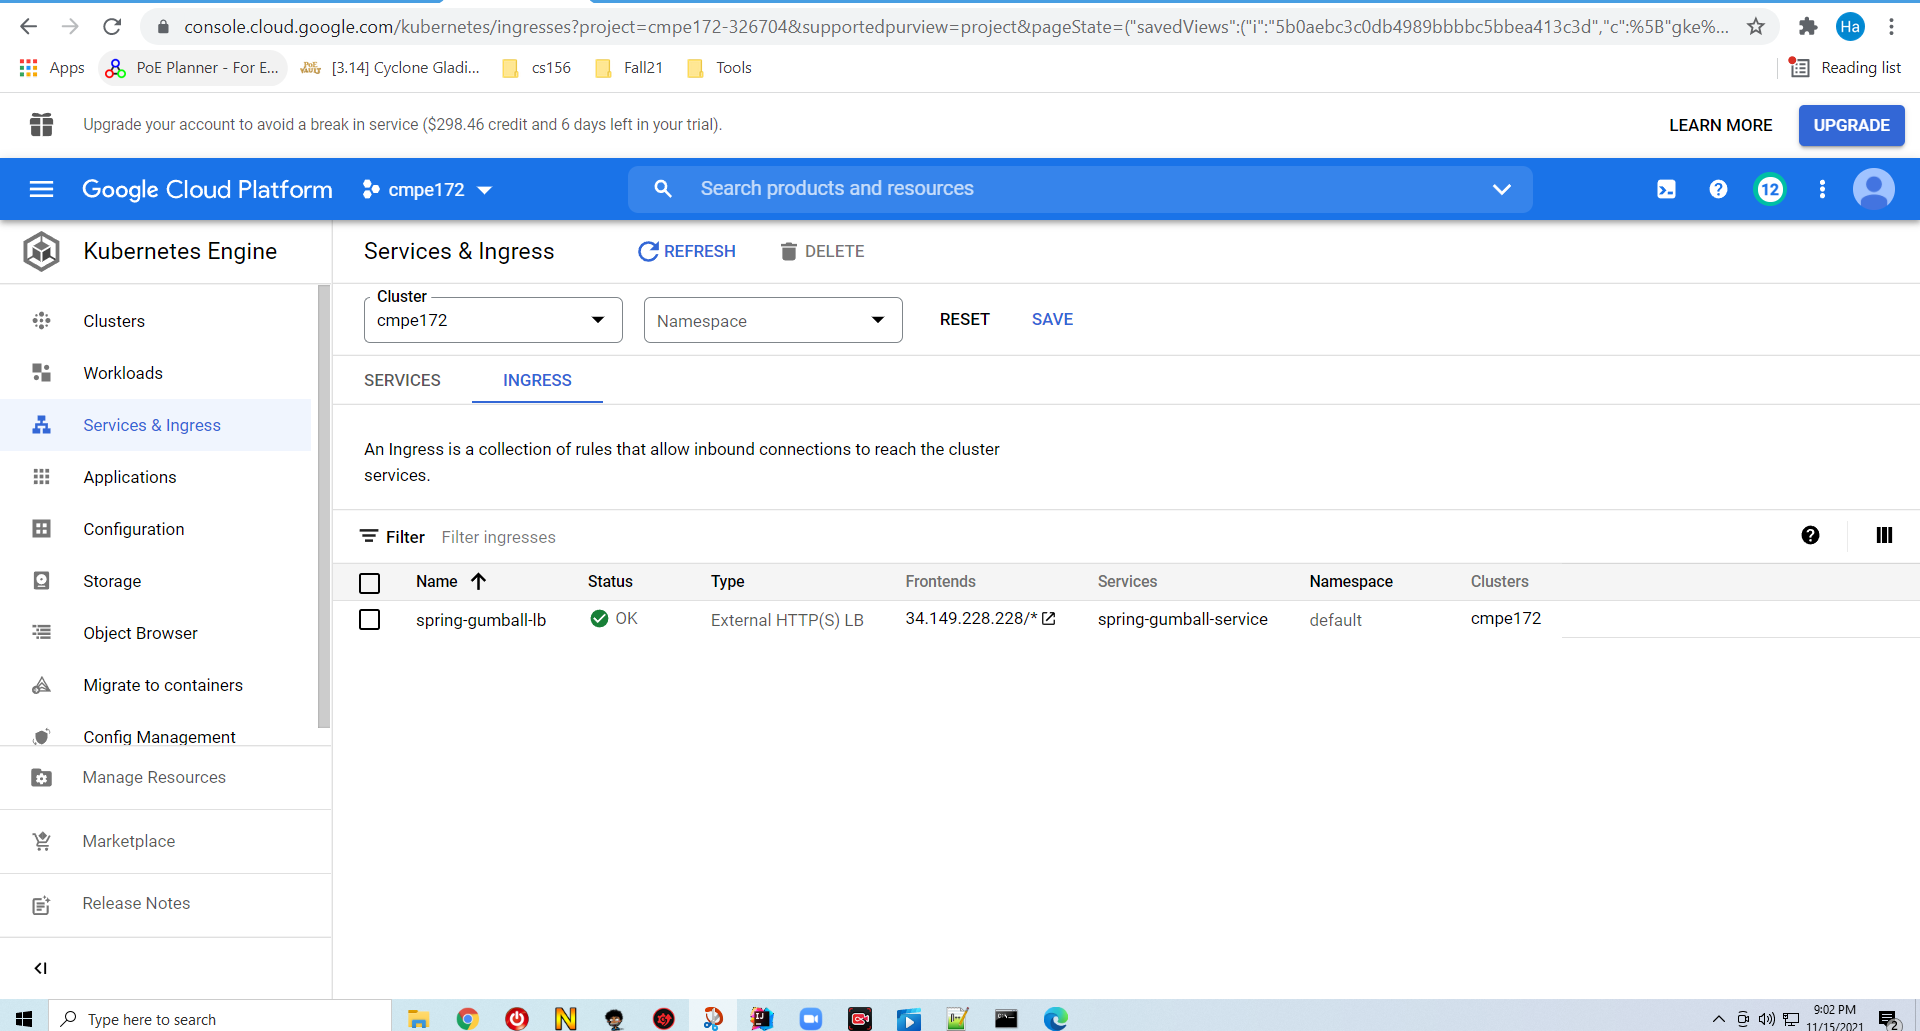 console.cloud.google.com/kubernetes/ingresses?project=cmpe172-326704&supportedpurview=project&pageState=("savedViews":("i":"5b0aebc3c0db4989bbbbc5bbea413c3d","c":%5B"gke%...
Ha
Apps PoE Planner - For E... [3.14] Cyclone Gladi... cs156 Fall21 Tools Reading list
Upgrade your account to avoid a break in service ($298.46 credit and 6 days left in your trial). LEARN MORE UPGRADE
Google Cloud Platform cmpe172 Search products and resources 12
Kubernetes Engine
Services & Ingress REFRESH DELETE
Clusters
Workloads
Services & Ingress
Applications
Configuration
Storage
Object Browser
Migrate to containers
Config Management
Manage Resources
Marketplace
Release Notes
Cluster
cmpe172 Namespace RESET SAVE
SERVICES INGRESS
An Ingress is a collection of rules that allow inbound connections to reach the cluster
services.
Filter Filter ingresses
Name Status Type Frontends Services Namespace Clusters
spring-gumball-lb OK External HTTP(S) LB 34.149.228.228/* spring-gumball-service default cmpe172
Type here to search
9:02 PM
11/15/2021
2